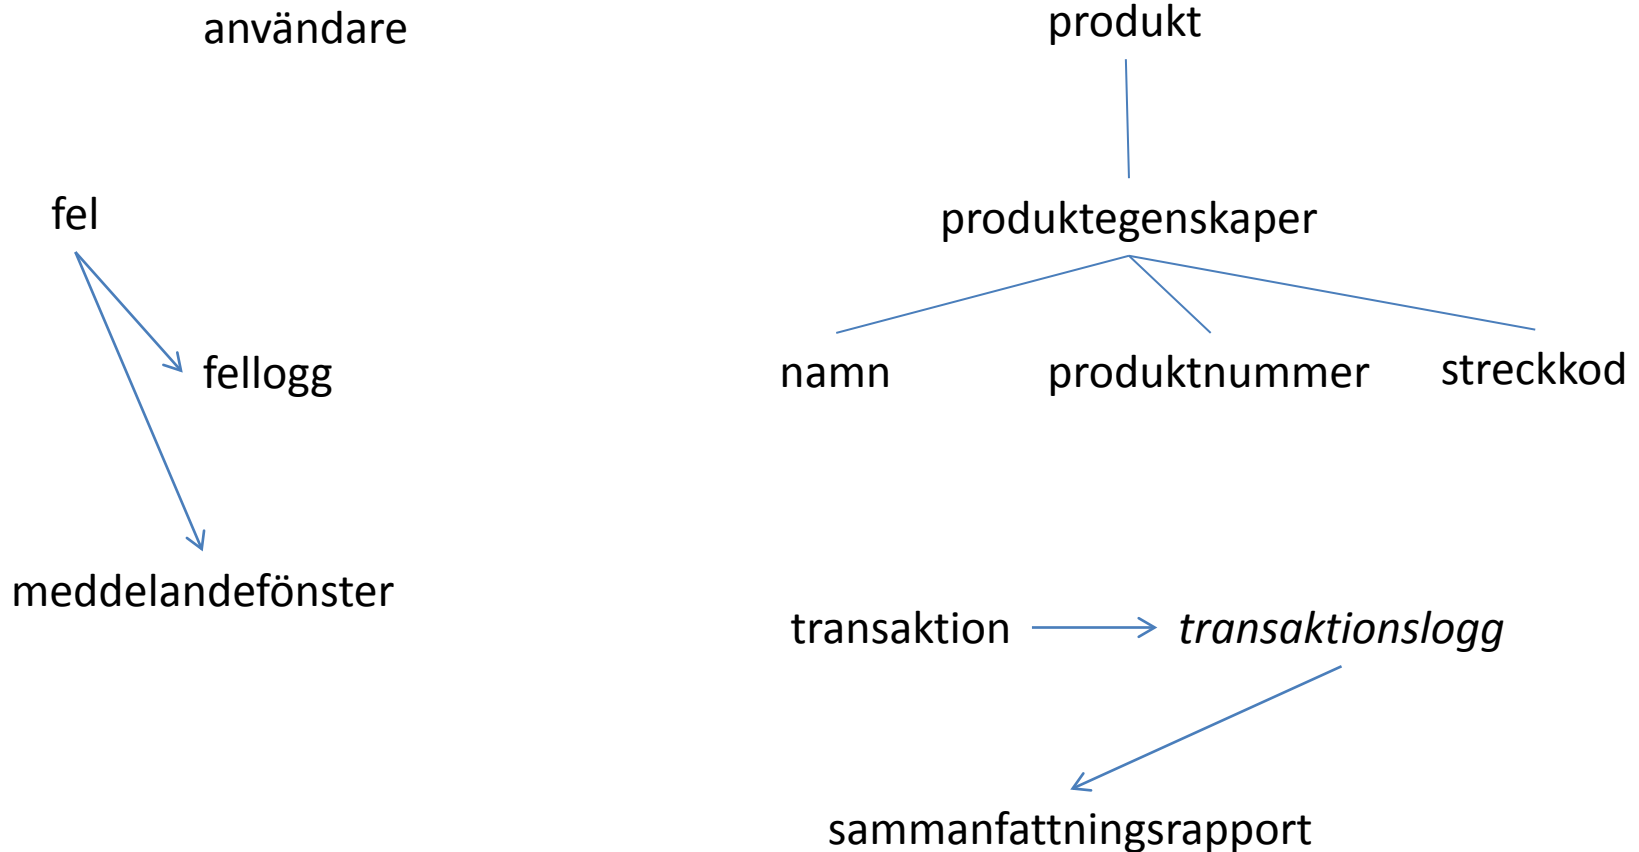 användare
produkt
fel
produktegenskaper
fellogg
namn
produktnummer
streckkod
meddelandefönster
transaktion
transaktionslogg
sammanfattningsrapport